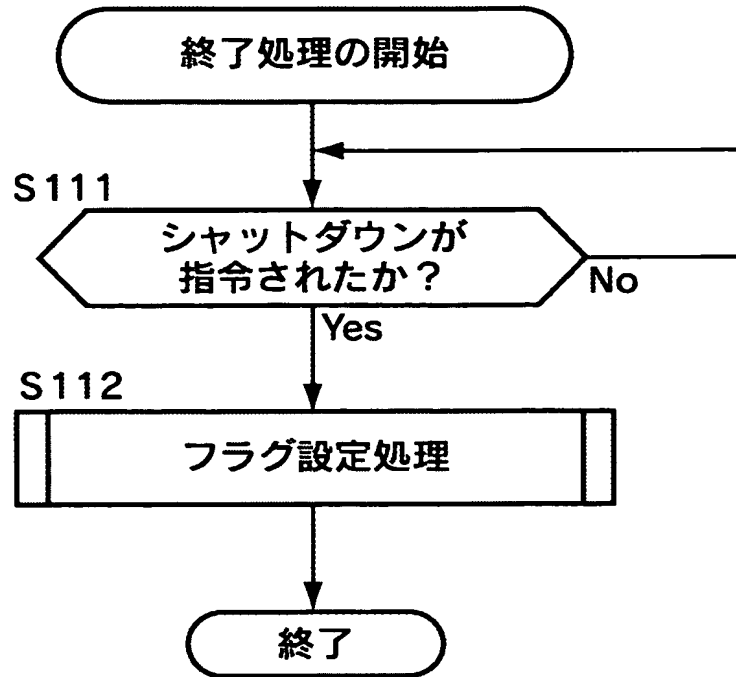 終了処理の開始
S111
シャットダウンが
指令されたか？
No
Yes
S112
フラグ設定処理
終了